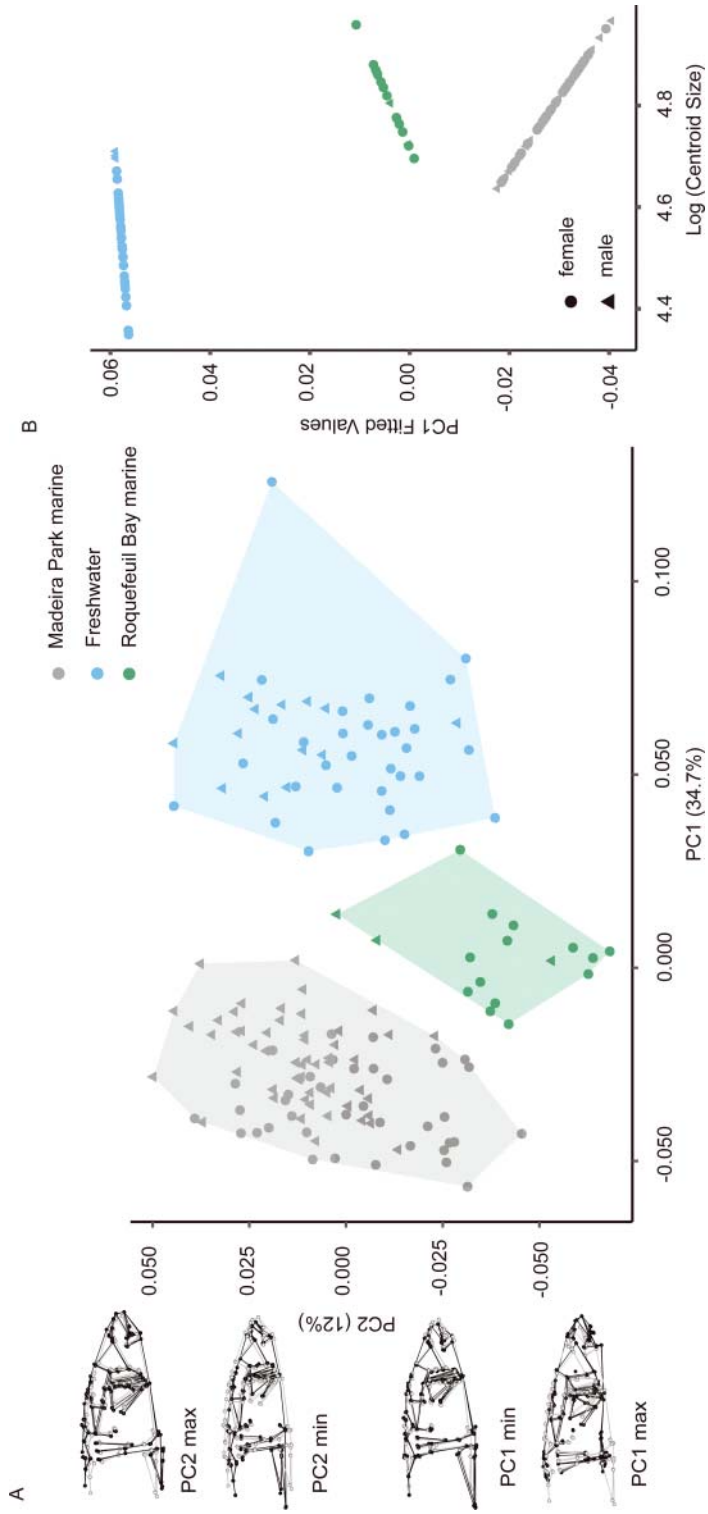 A
PC2 max
PC2 min
PC1 min
PC1 max
PC2 (12%)
0.050
0.025
0.000
-0.025
-0.050
-0.050
0.000
0.050
0.100
PC1 (34.7%)
Madeira Park marine
Freshwater
Roquefeuil Bay marine
B
PC1 Fitted Values
0.06
0.04
0.02
0.00
-0.02
-0.04
4.4
4.6
4.8
Log (Centroid Size)
female
male